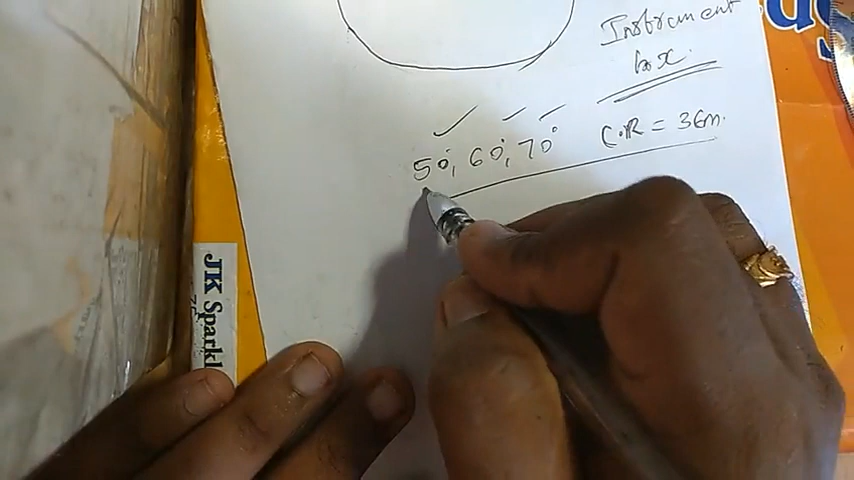 Instrument
box.
50°, 60°, 70° C.R = 3cm.
JK Sparkl